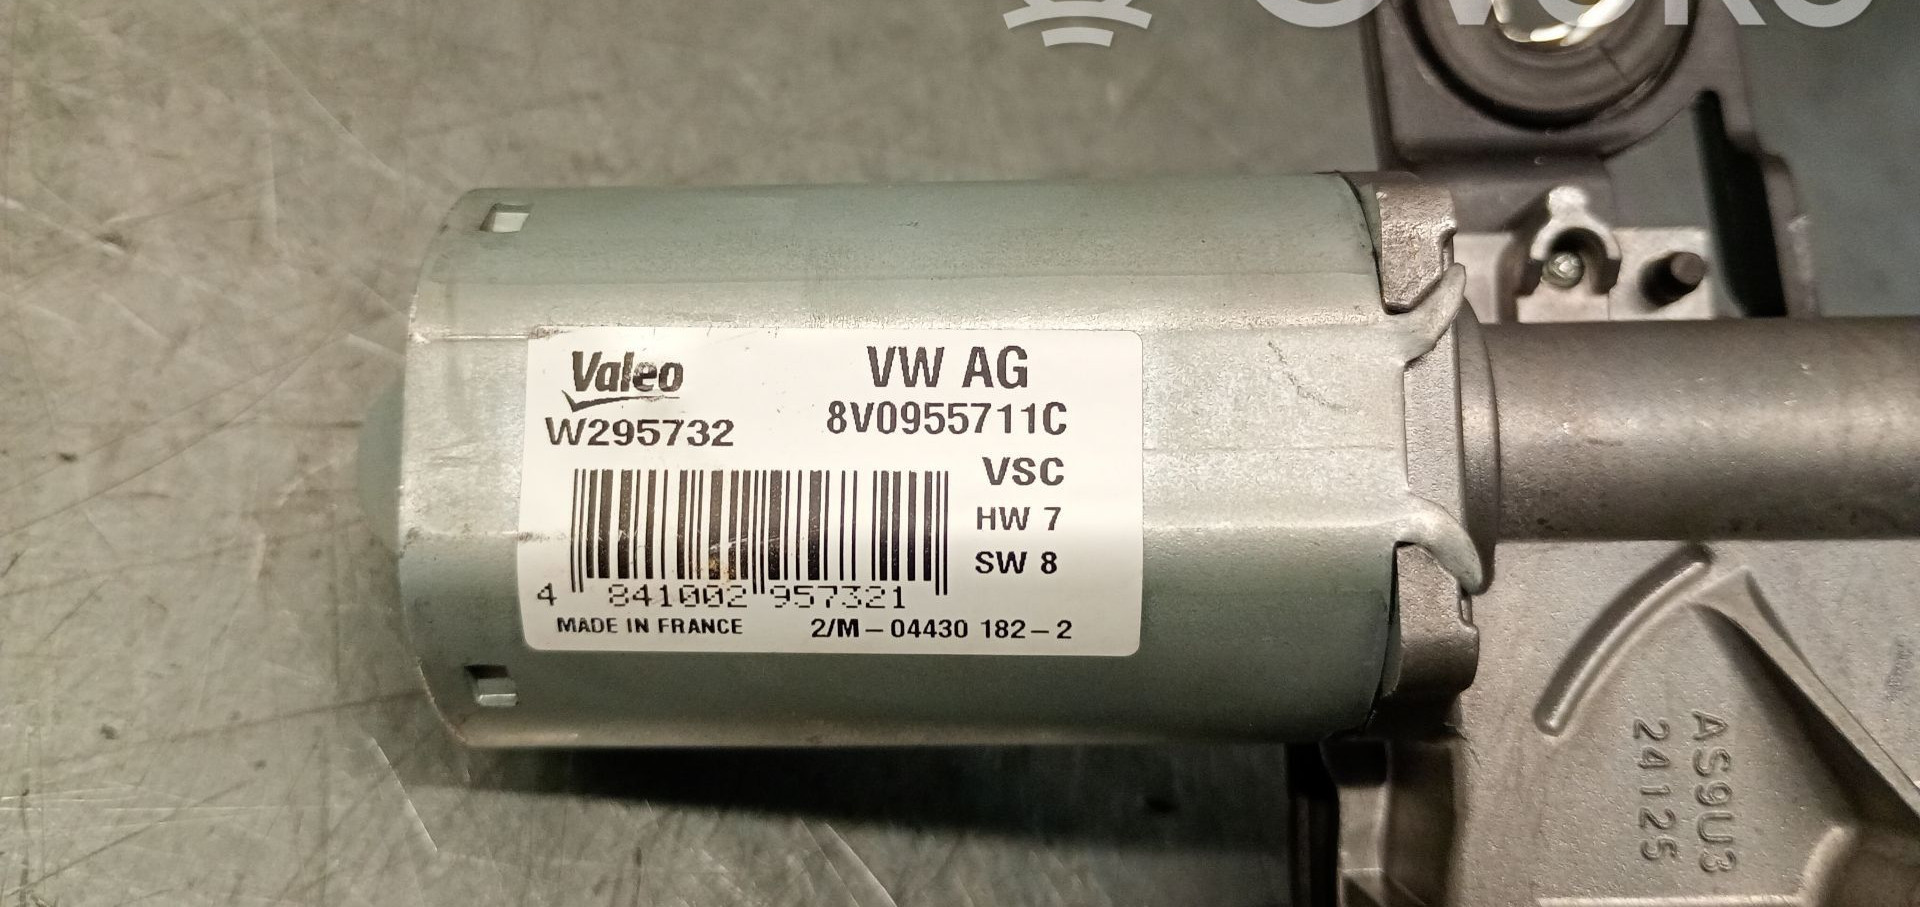 Valeo
W295732
VW AG
8V0955711C
VSC
HW 7
SW 8
4 841002 957321
MADE IN FRANCE
2/M-04430 182-2
AS9U3
24125